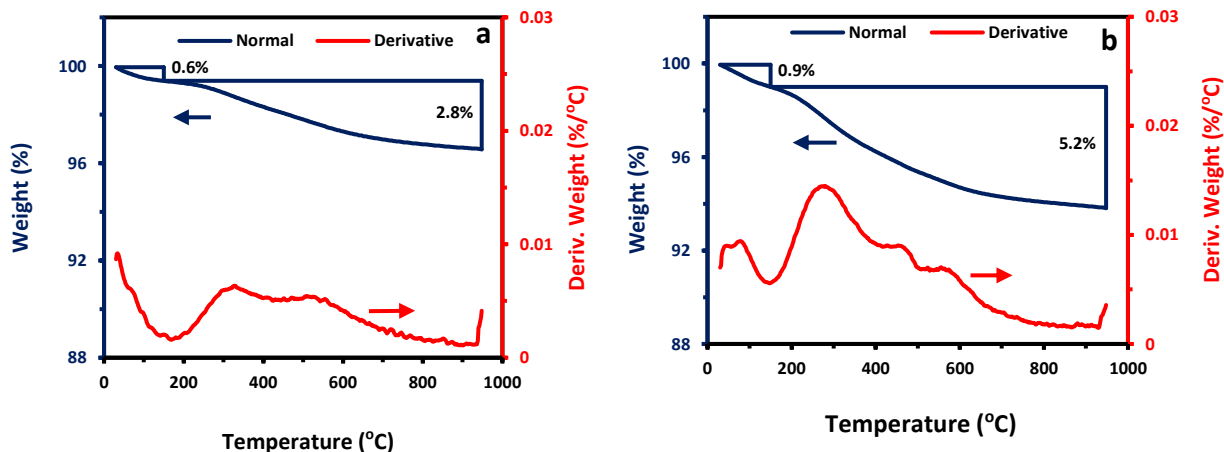 Normal
Derivative
a
0.6%
2.8%
100
96
92
88
0.03
0.02
0.01
0
0
200
400
600
800
1000
Weight (%)
Deriv. Weight (%/°C)
Temperature (°C)
Normal
Derivative
b
0.9%
5.2%
100
96
92
88
0.03
0.02
0.01
0
0
200
400
600
800
1000
Weight (%)
Deriv. Weight (%/°C)
Temperature (°C)